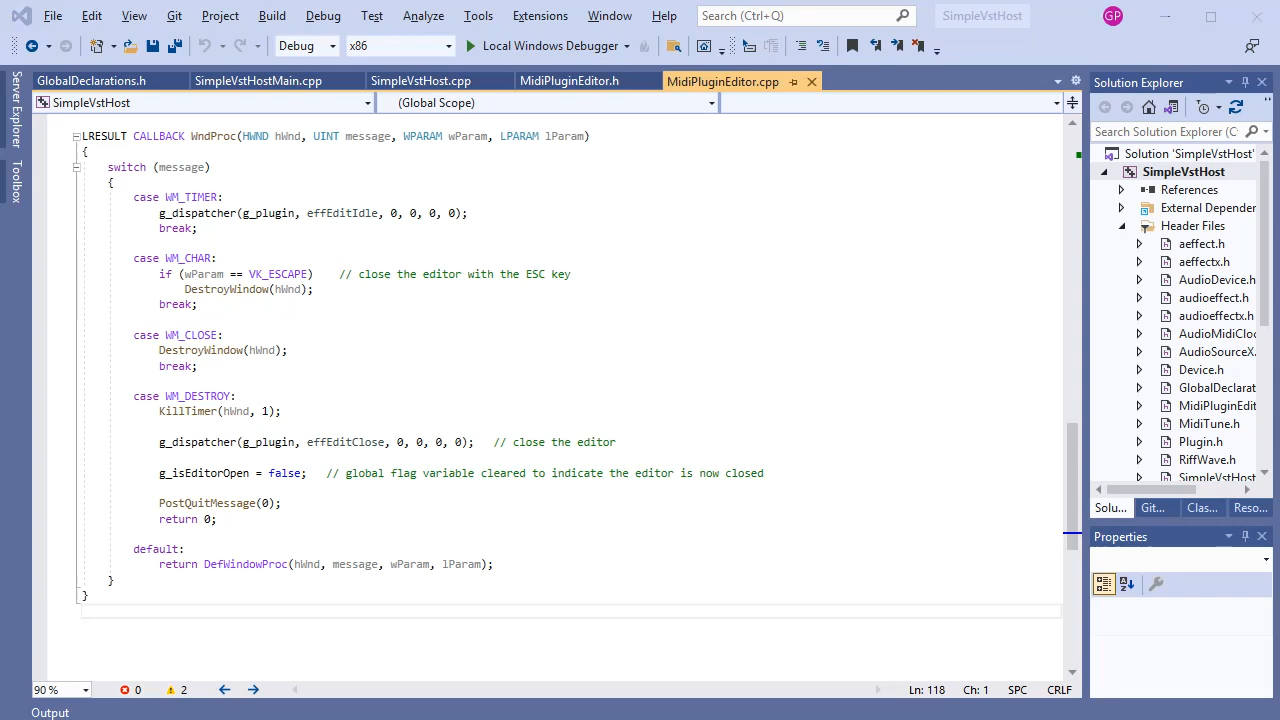 File Edit View Git Project Build Debug Test Analyze Tools Extensions Window Help Search (Ctrl+Q) SimpleVstHost GP
x86 Local Windows Debugger
Server Explorer
Toolbox
GlobalDeclarations.h SimpleVstHostMain.cpp SimpleVstHost.cpp MidiPluginEditor.h MidiPluginEditor.cpp
SimpleVstHost (Global Scope)
LRESULT CALLBACK WndProc(HWND hWnd, UINT message, WPARAM wParam, LPARAM lParam)
{
switch (message)
{
case WM_TIMER:
g_dispatcher(g_plugin, effEditIdle, 0, 0, 0, 0);
break;
case WM_CHAR:
if (wParam == VK_ESCAPE) // close the editor with the ESC key
DestroyWindow(hWnd);
break;
case WM_CLOSE:
DestroyWindow(hWnd);
break;
case WM_DESTROY:
KillTimer(hWnd, 1);
g_dispatcher(g_plugin, effEditClose, 0, 0, 0, 0); // close the editor
g_isEditorOpen = false; // global flag variable cleared to indicate the editor is now closed
PostQuitMessage(0);
return 0;
default:
return DefWindowProc(hWnd, message, wParam, lParam);
}
}
90 % 2 Ln: 118 Ch: 1 SPC CRLF
Output
Solution Explorer
Search Solution Explorer (C
Solution 'SimpleVstHost'
SimpleVstHost
References
External Depender
Header Files
aeffect.h
aeffectx.h
AudioDevice.h
audioeffect.h
audioeffectx.h
AudioMidiClo
AudioSourceX.
Device.h
GlobalDeclarat
MidiPluginEdit
MidiTune.h
Plugin.h
RiffWave.h
SimpleVstHost
Solu... Git... Clas... Reso...
Properties